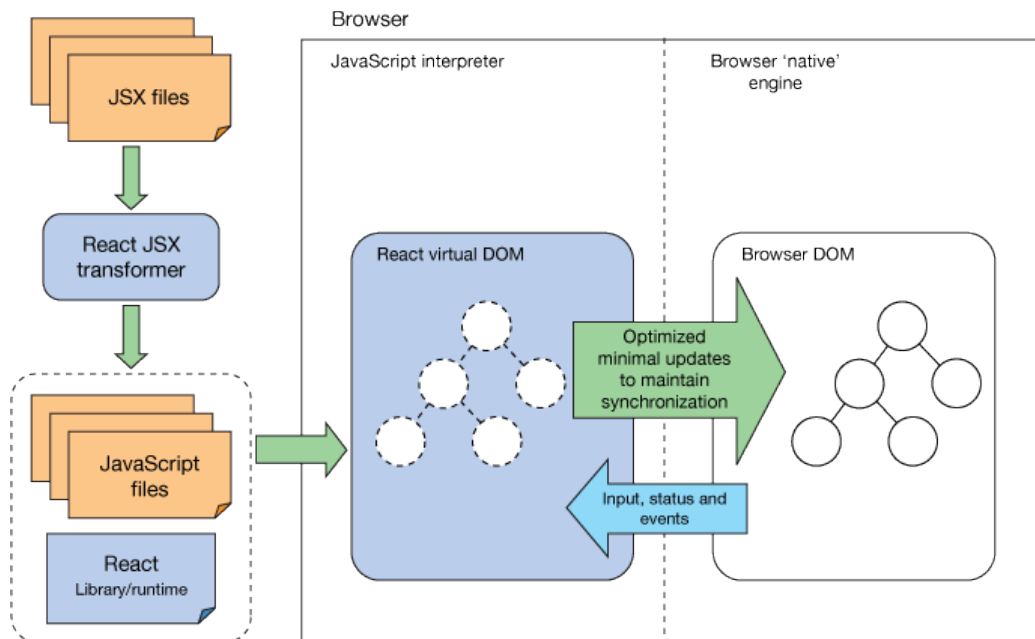 Browser
JSX files
JavaScript interpreter
Browser ‘native’
engine
React JSX
transformer
React virtual DOM
Browser DOM
Optimized
minimal updates
to maintain
synchronization
JavaScript
files
Input, status and
events
React
Library/runtime